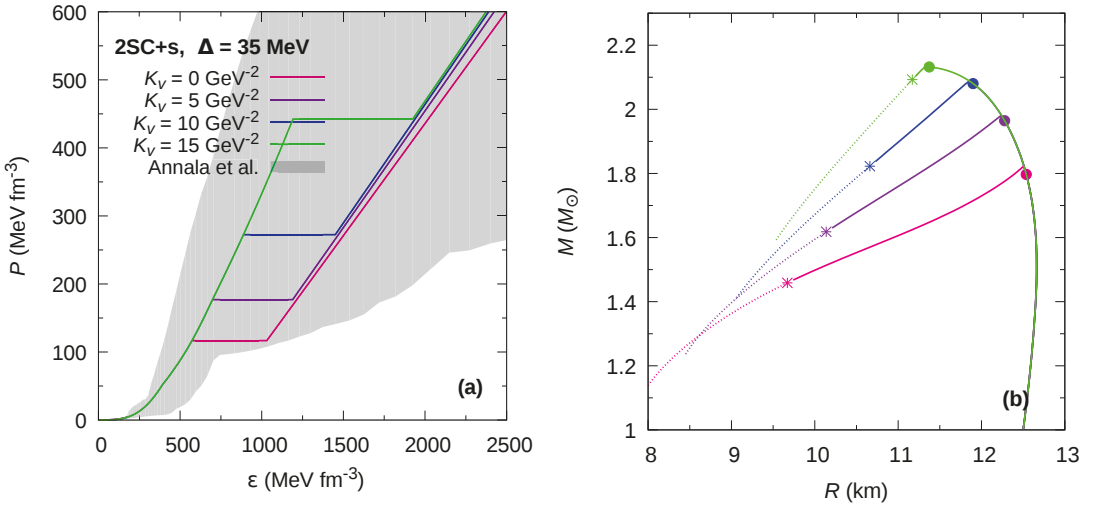 600
500
400
300
200
100
0
P (MeV fm-3)
2SC+s, Δ = 35 MeV
Kv = 0 GeV-2
Kv = 5 GeV-2
Kv = 10 GeV-2
Kv = 15 GeV-2
Annala et al.
(a)
0 500 1000 1500 2000 2500
ε (MeV fm-3)
2.2
2
1.8
1.6
1.4
1.2
1
M (M⊙)
(b)
8 9 10 11 12 13
R (km)